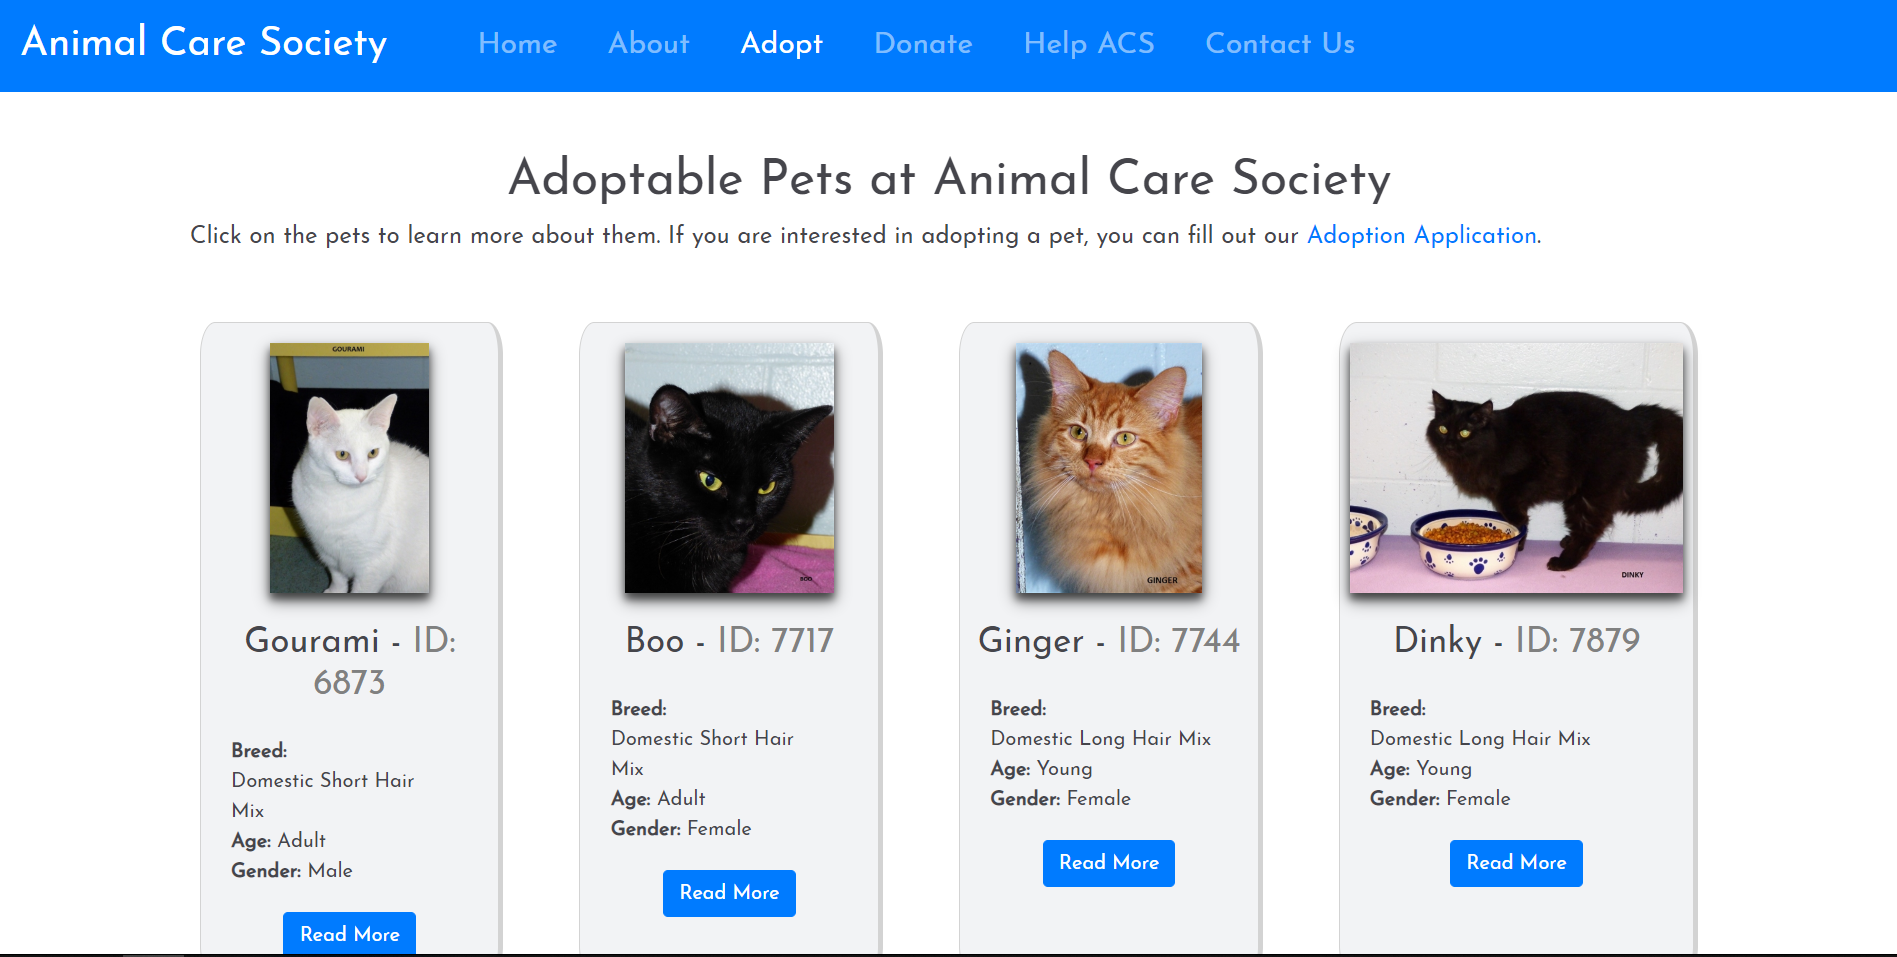 Animal Care Society
Home
About
Adopt
Donate
Help ACS
Contact Us
Adoptable Pets at Animal Care Society
Click on the pets to learn more about them. If you are interested in adopting a pet, you can fill out our Adoption Application.
GOURAMI
Gourami - ID:
6873
Breed:
Domestic Short Hair
Mix
Age: Adult
Gender: Male
Read More
BOO
Boo - ID: 7717
Breed:
Domestic Short Hair
Mix
Age: Adult
Gender: Female
Read More
GINGER
Ginger - ID: 7744
Breed:
Domestic Long Hair Mix
Age: Young
Gender: Female
Read More
DINKY
Dinky - ID: 7879
Breed:
Domestic Long Hair Mix
Age: Young
Gender: Female
Read More